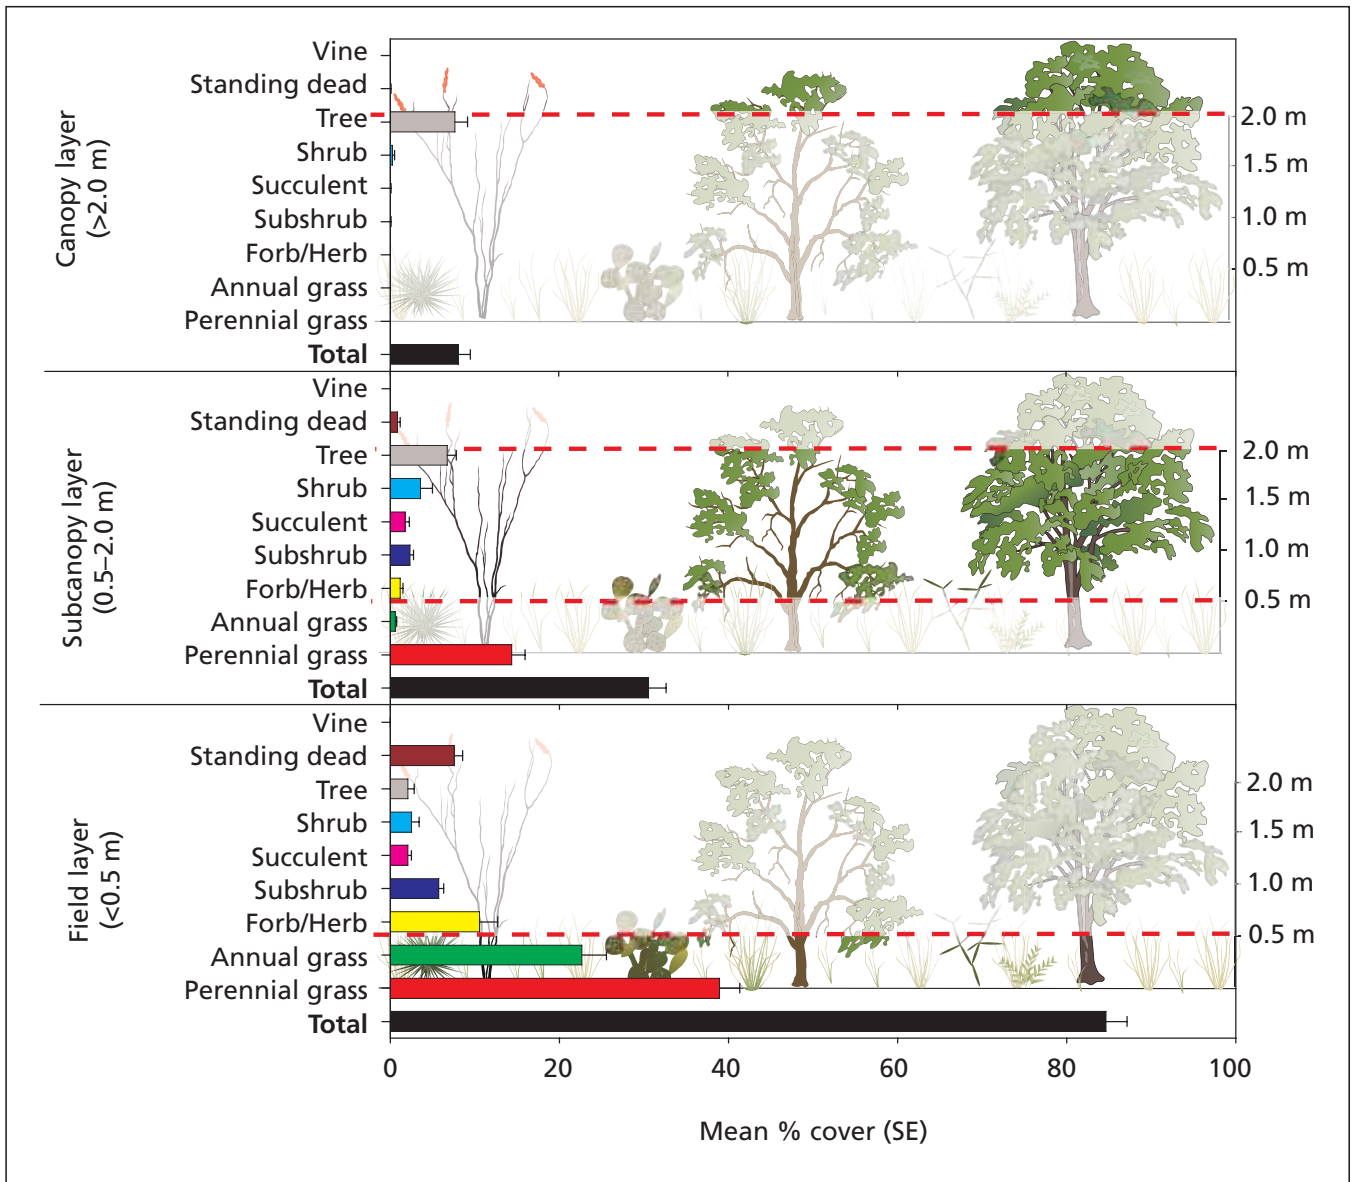 Canopy layer
(>2.0 m)
Vine
Standing dead
Tree
Shrub
Succulent
Subshrub
Forb/Herb
Annual grass
Perennial grass
Total
2.0 m
1.5 m
1.0 m
0.5 m
Subcanopy layer
(0.5–2.0 m)
Vine
Standing dead
Tree
Shrub
Succulent
Subshrub
Forb/Herb
Annual grass
Perennial grass
Total
2.0 m
1.5 m
1.0 m
0.5 m
Field layer
(<0.5 m)
Vine
Standing dead
Tree
Shrub
Succulent
Subshrub
Forb/Herb
Annual grass
Perennial grass
Total
2.0 m
1.5 m
1.0 m
0.5 m
0 20 40 60 80 100
Mean % cover (SE)